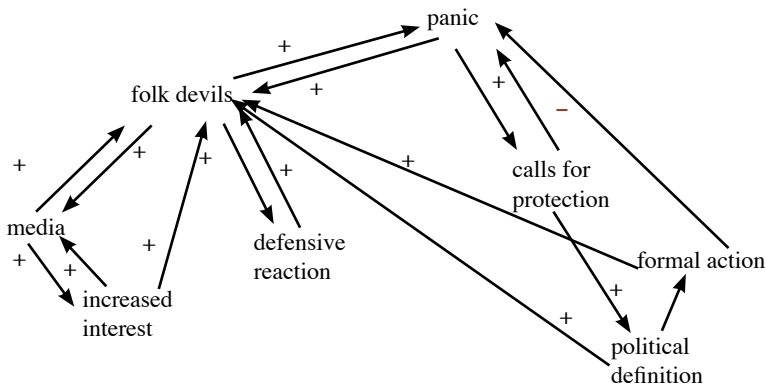 panic
+
folk devils
+
+
−
calls for
protection
+
+
+
+
+
media
defensive
reaction
+
+
+
formal action
increased
interest
+
+
political
definition